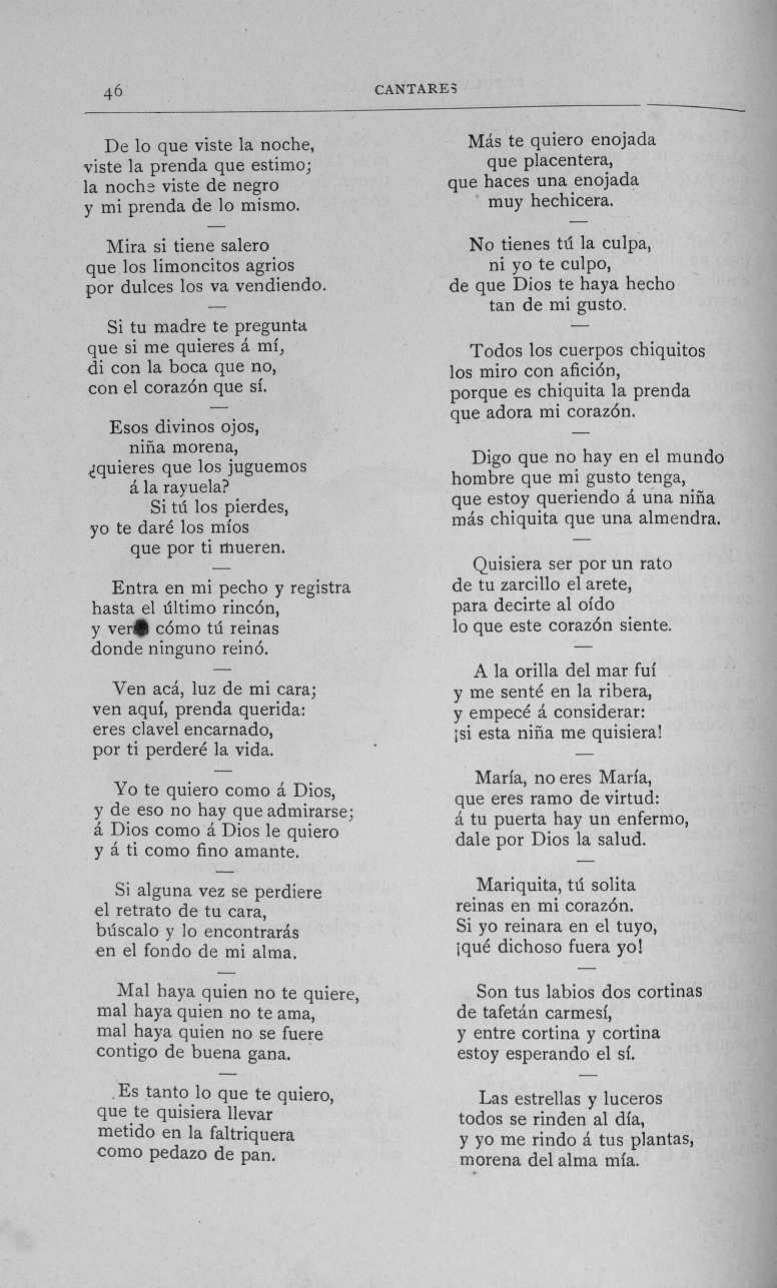 46
CANTARES
De lo que viste la noche,
viste la prenda que estimo;
la noche viste de negro
y mi prenda de lo mismo.
—
Mira si tiene salero
que los limoncitos agrios
por dulces los va vendiendo.
—
Si tu madre te pregunta
que si me quieres á mí,
di con la boca que no,
con el corazón que sí.
—
Esos divinos ojos,
niña morena,
¿quieres que los juguemos
á la rayuela?
Si tú los pierdes,
yo te daré los míos
que por ti mueren.
—
Entra en mi pecho y registra
hasta el último rincón,
y cómo tú reinas
donde ninguno reinó.
—
Ven acá, luz de mi cara;
ven aquí, prenda querida:
eres clavel encarnado,
por ti perderé la vida.
—
Yo te quiero como á Dios,
y de eso no hay que admirarse;
á Dios como á Dios le quiero
y á ti como fino amante.
—
Si alguna vez se perdiere
el retrato de tu cara,
búscalo y lo encontrarás
en el fondo de mi alma.
—
Mal haya quien no te quiere,
mal haya quien no te ama,
mal haya quien no se fuere
contigo de buena gana.
—
Es tanto lo que te quiero,
que te quisiera llevar
metido en la faltriquera
como pedazo de pan.
Más te quiero enojada
que placentera,
que haces una enojada
muy hechicera.
—
No tienes tú la culpa,
ni yo te culpo,
de que Dios te haya hecho
tan de mi gusto.
—
Todos los cuerpos chiquitos
los miro con afición,
porque es chiquita la prenda
que adora mi corazón.
—
Digo que no hay en el mundo
hombre que mi gusto tenga,
que estoy queriendo á una niña
más chiquita que una almendra.
—
Quisiera ser por un rato
de tu zarcillo el arete,
para decirte al oído
lo que este corazón siente.
—
A la orilla del mar fuí
y me senté en la ribera,
y empecé á considerar:
¡si esta niña me quisiera!
—
María, no eres María,
que eres ramo de virtud:
á tu puerta hay un enfermo,
dale por Dios la salud.
—
Mariquita, tú solita
reinas en mi corazón.
Si yo reinara en el tuyo,
¡qué dichoso fuera yo!
—
Son tus labios dos cortinas
de tafetán carmesí,
y entre cortina y cortina
estoy esperando el sí.
—
Las estrellas y luceros
todos se rinden al día,
y yo me rindo á tus plantas,
morena del alma mía.